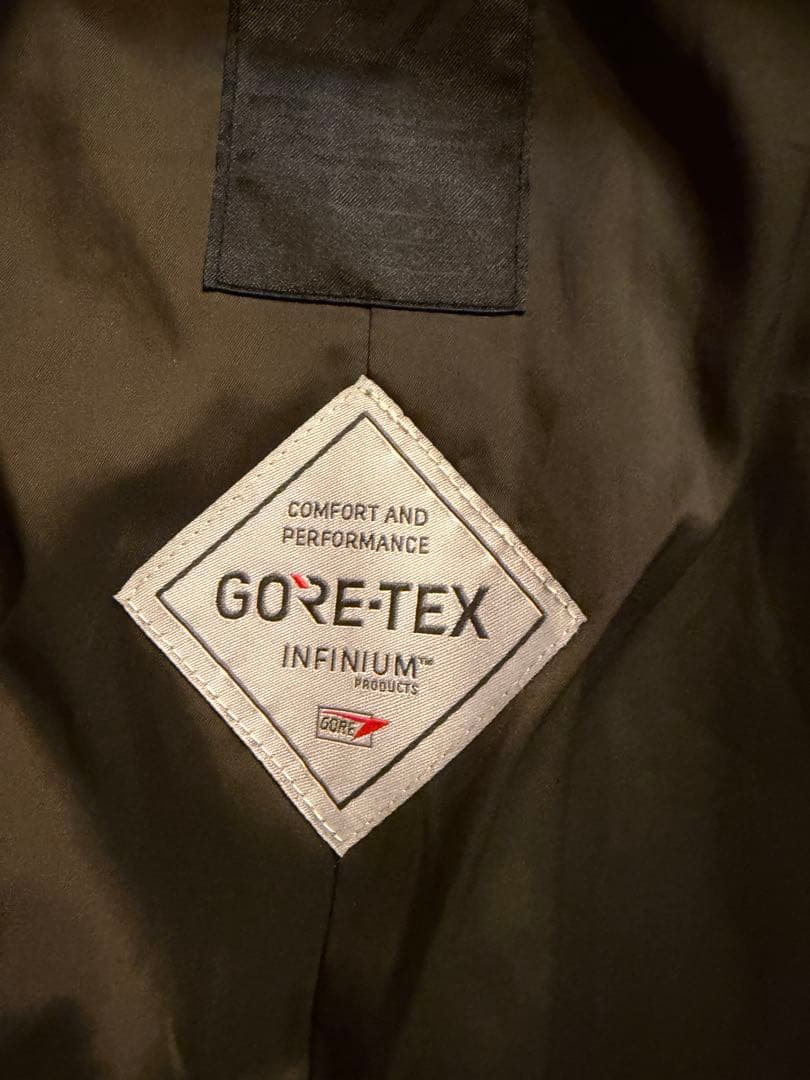 COMFORT AND
PERFORMANCE
GORE-TEX
INFINIUM™
PRODUCTS
GORE